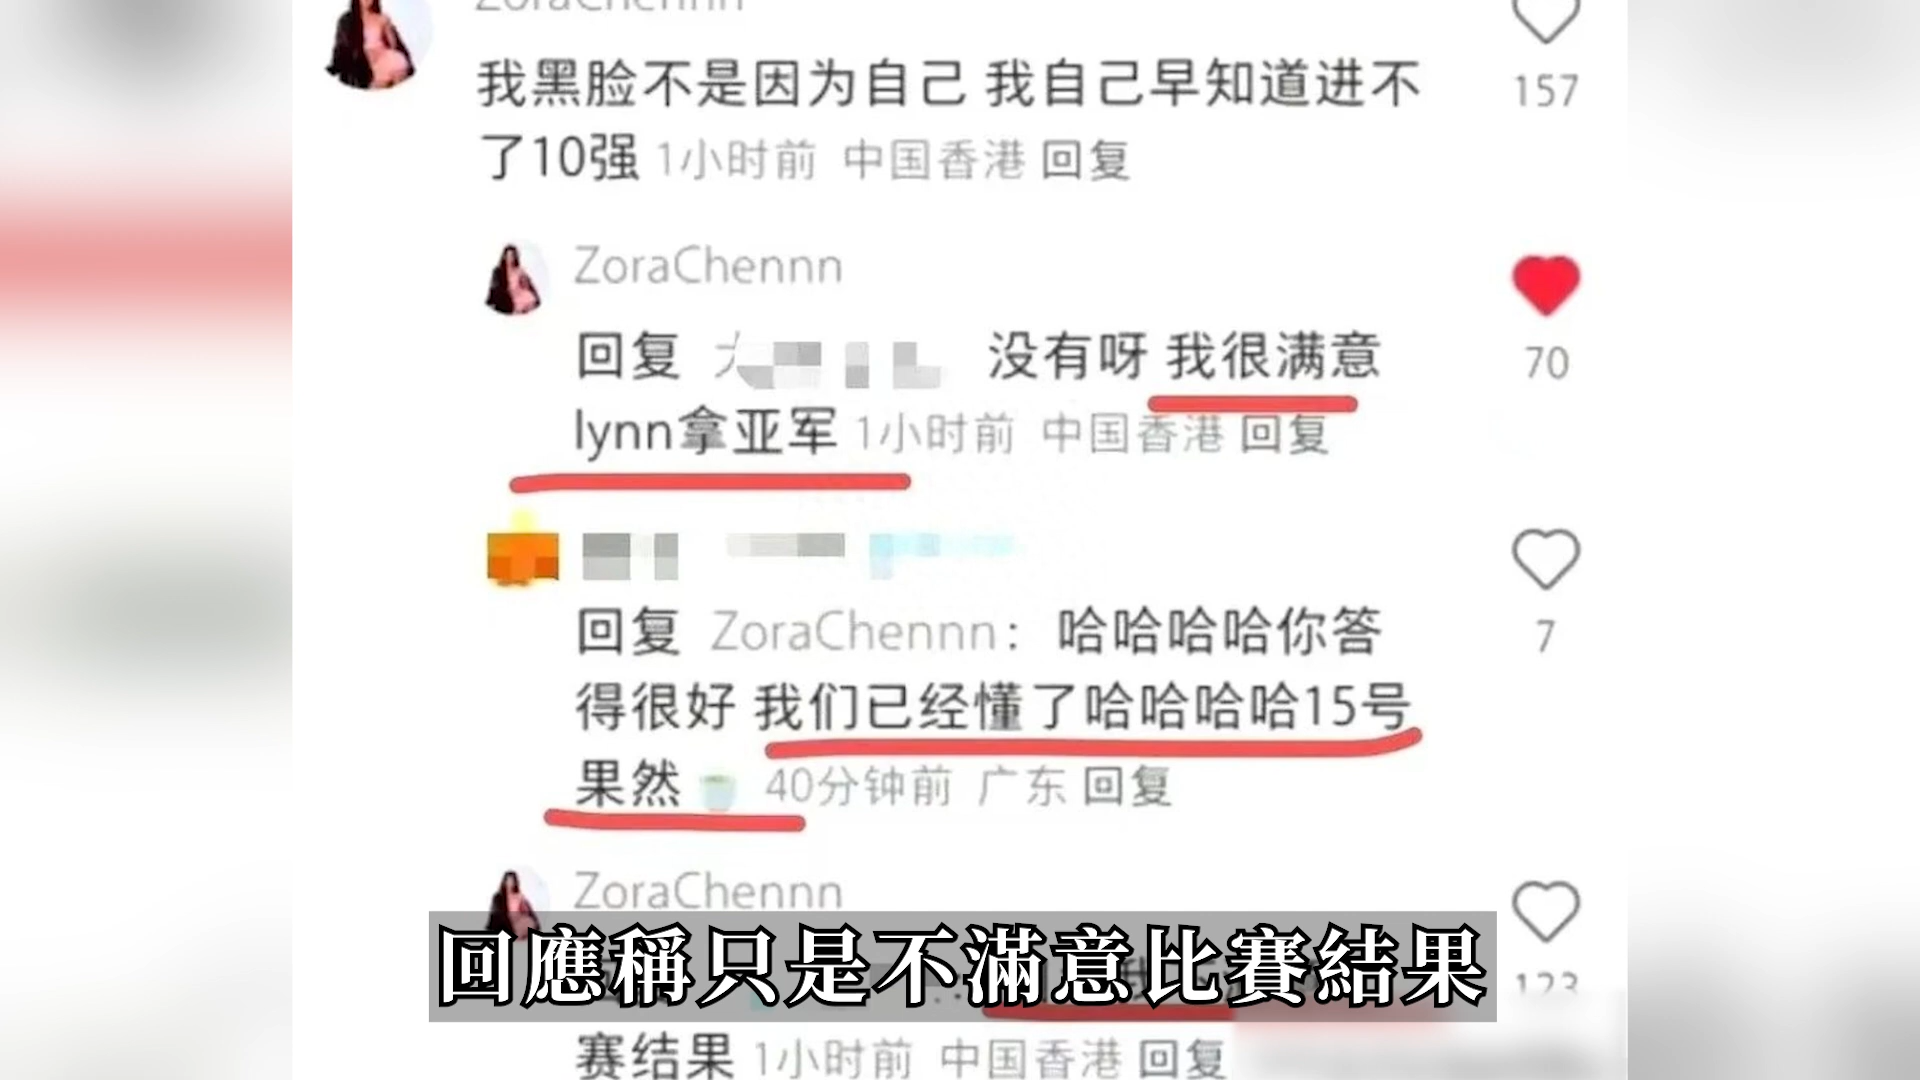 ZoraChennn
157
我黑脸不是因为自己 我自己早知道进不
了10强 1小时前 中国香港 回复
ZoraChennn
回复 没有呀 我很满意
70
lynn拿亚军 1小时前 中国香港 回复
回复 ZoraChennn： 哈哈哈哈你答
7
得很好 我们已经懂了哈哈哈哈15号
果然🍵 40分钟前 广东 回复
ZoraChennn
回應稱只是不滿意比賽結果
123
赛结果 1小时前 中国香港 回复